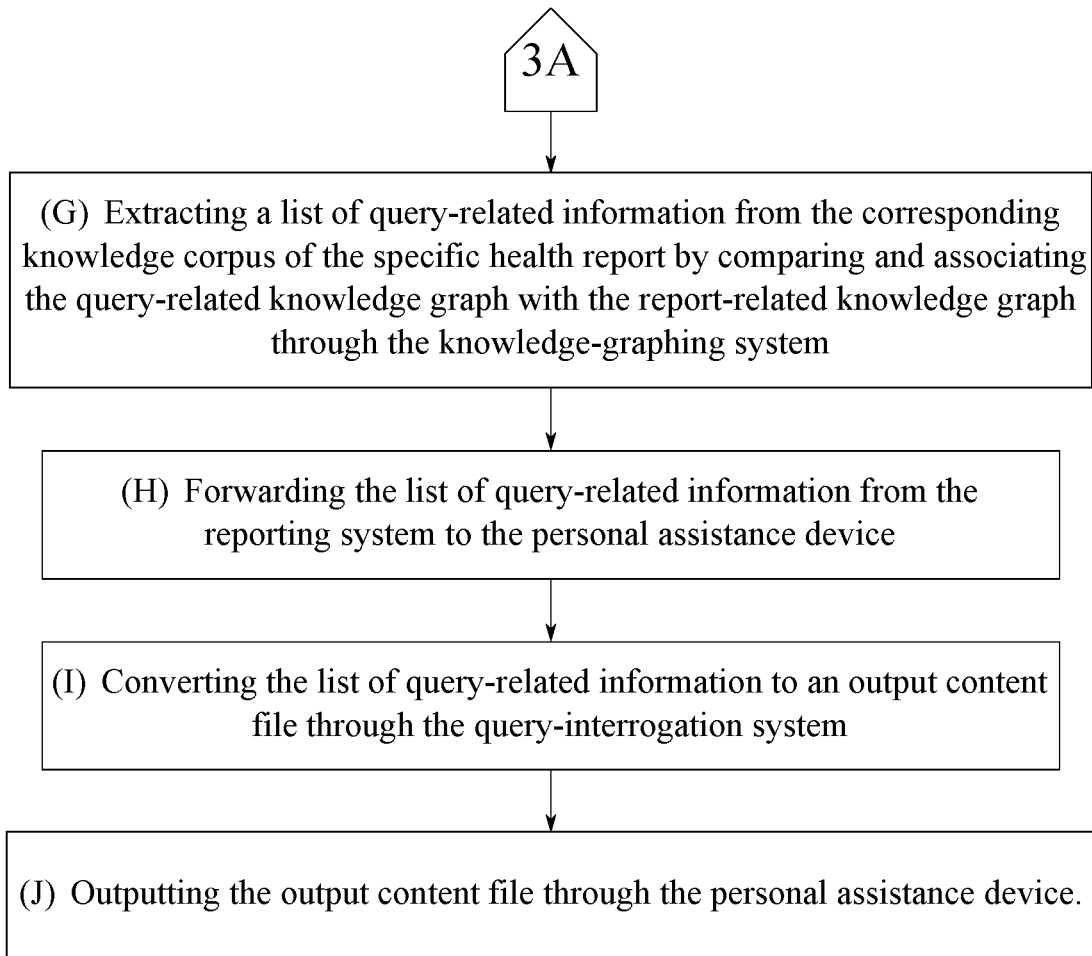 3A
(G) Extracting a list of query-related information from the corresponding
knowledge corpus of the specific health report by comparing and associating
the query-related knowledge graph with the report-related knowledge graph
through the knowledge-graphing system
(H) Forwarding the list of query-related information from the
reporting system to the personal assistance device
(I) Converting the list of query-related information to an output content
file through the query-interrogation system
(J) Outputting the output content file through the personal assistance device.